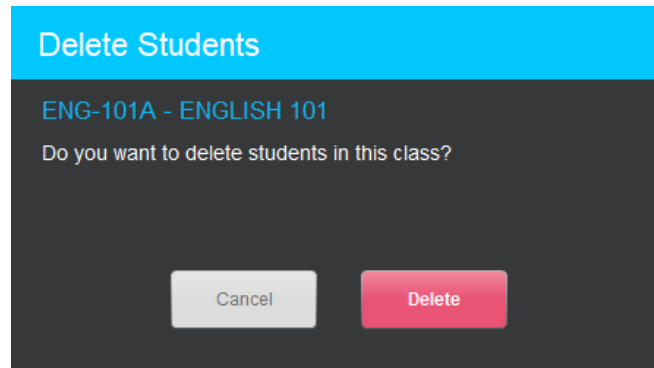 Delete Students
ENG-101A - ENGLISH 101
Do you want to delete students in this class?
Cancel
Delete